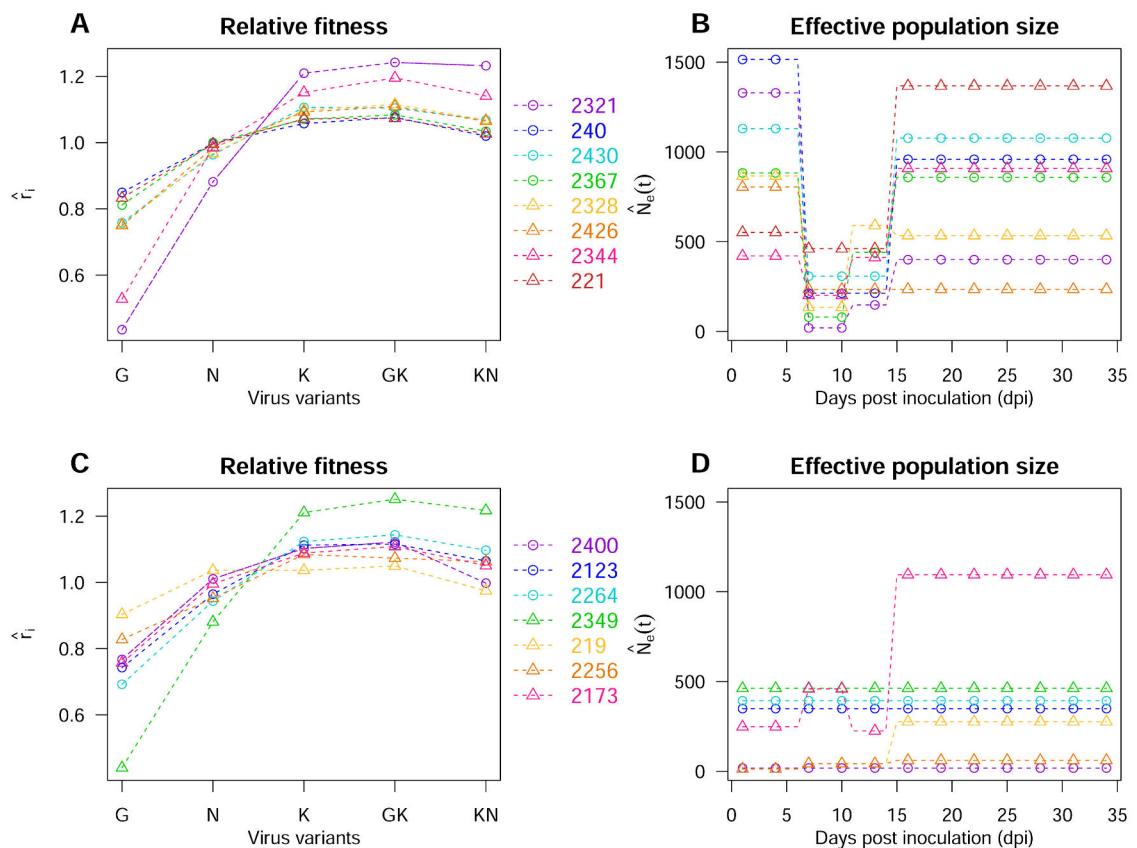 A Relative fitness
1.2
1.0
0.8
0.6
r̂i
G N K GK KN
Virus variants
2321
240
2430
2367
2328
2426
2344
221
B Effective population size
1500
1000
500
0
N̂e(t)
0 5 10 15 20 25 30 35
Days post inoculation (dpi)
C Relative fitness
1.2
1.0
0.8
0.6
r̂i
G N K GK KN
Virus variants
2400
2123
2264
2349
219
2256
2173
D Effective population size
1500
1000
500
0
N̂e(t)
0 5 10 15 20 25 30 35
Days post inoculation (dpi)